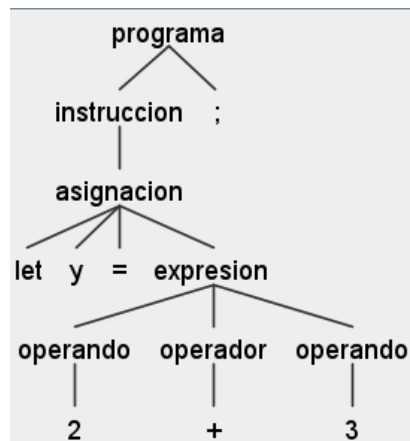 programa
instruccion ;
asignacion
let y = expresion
operando operador operando
2 + 3